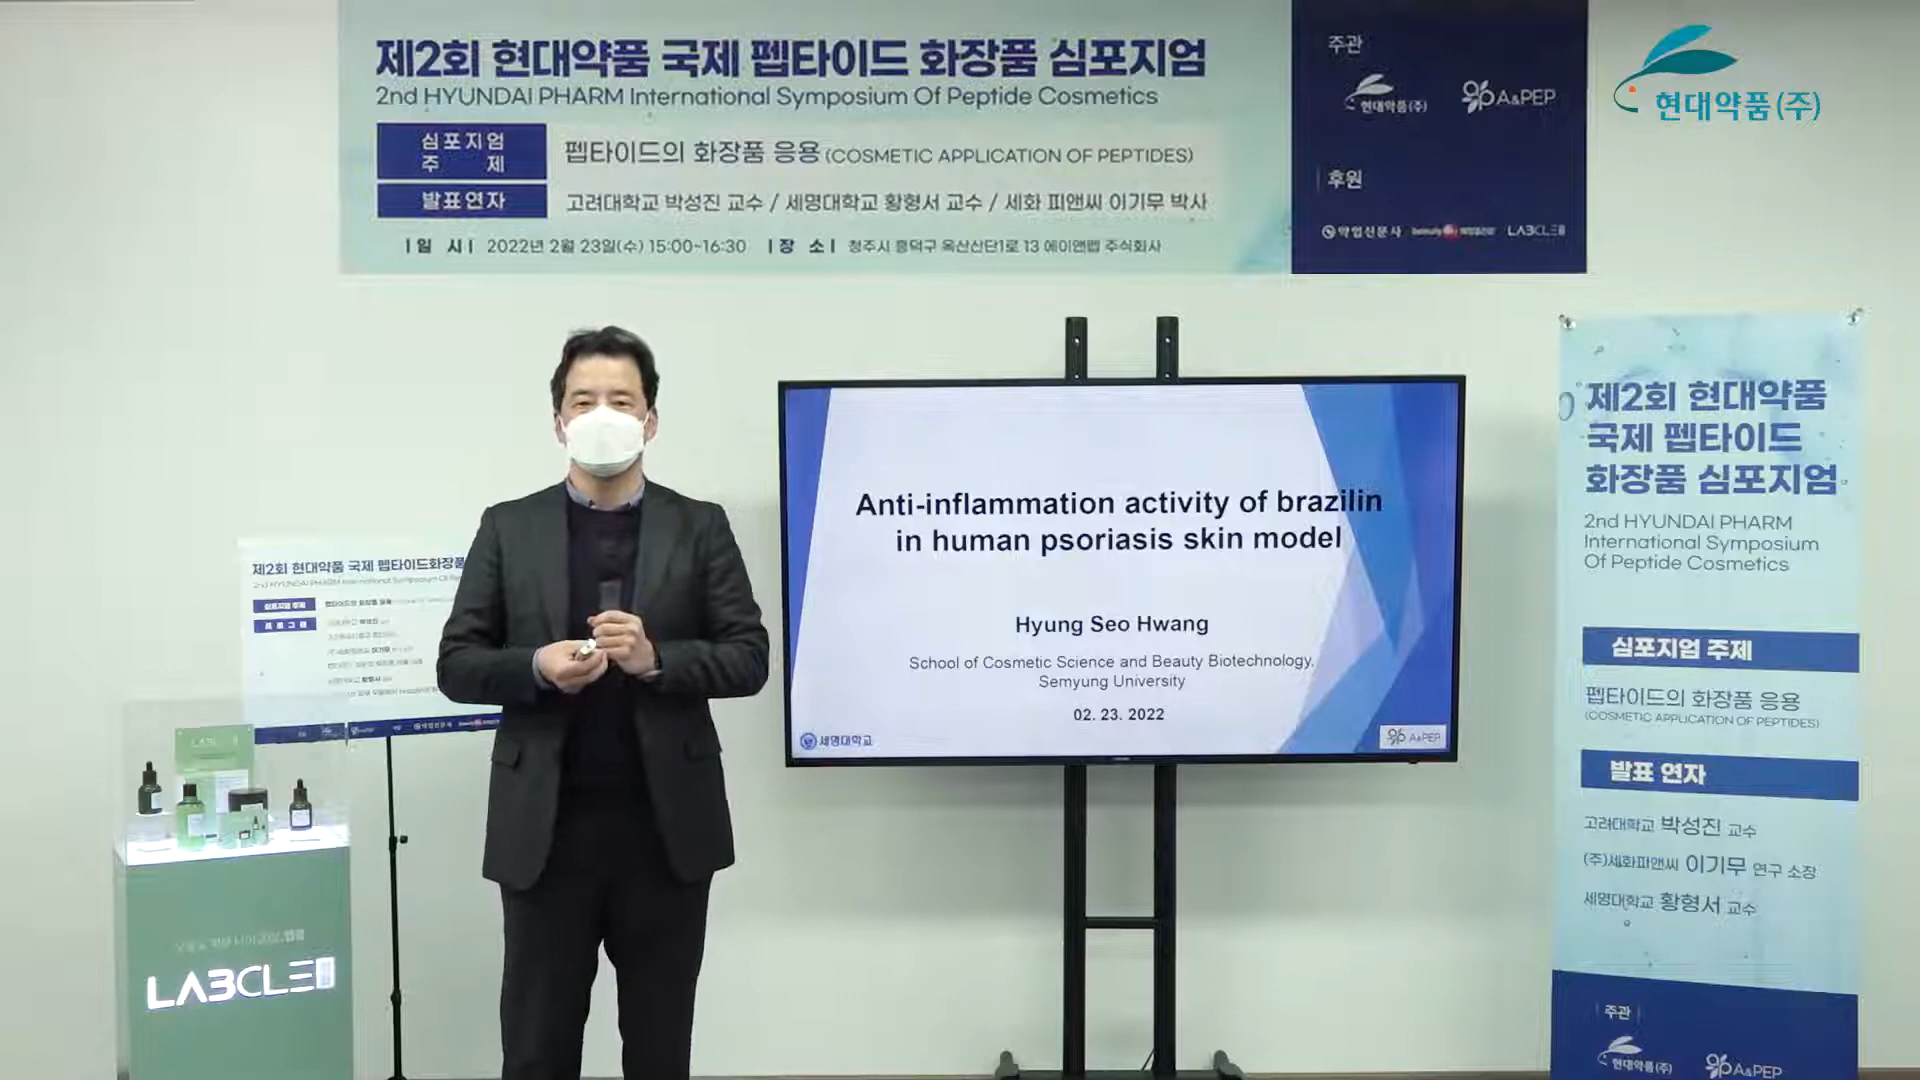 제2회 현대약품 국제 펩타이드 화장품 심포지엄
2nd HYUNDAI PHARM International Symposium Of Peptide Cosmetics
심포지엄
주 제
펩타이드의 화장품 응용 (COSMETIC APPLICATION OF PEPTIDES)
발표연자
고려대학교 박성진 교수 / 세명대학교 황형서 교수 / 세화 피앤씨 이기무 박사
| 일 시 | 2022년 2월 23일(수) 15:00~16:30 | 장 소 | 청주시 흥덕구 옥산산단1로 13 에이앤펩 주식회사
주관
현대약품(주)
A&PEP
후원
약업신문사
LABCLE
현대약품(주)
Anti-inflammation activity of brazilin
in human psoriasis skin model
Hyung Seo Hwang
School of Cosmetic Science and Beauty Biotechnology,
Semyung University
02. 23. 2022
세명대학교
A&PEP
제2회 현대약품 국제 펩타이드화장품
심포지엄 주제
프 로 그 램
LABCLE
제2회 현대약품
국제 펩타이드
화장품 심포지엄
2nd HYUNDAI PHARM
International Symposium
Of Peptide Cosmetics
심포지엄 주제
펩타이드의 화장품 응용
(COSMETIC APPLICATION OF PEPTIDES)
발표 연자
고려대학교 박성진 교수
(주)세화피앤씨 이기무 연구 소장
세명대학교 황형서 교수
주관
현대약품(주)
A&PEP